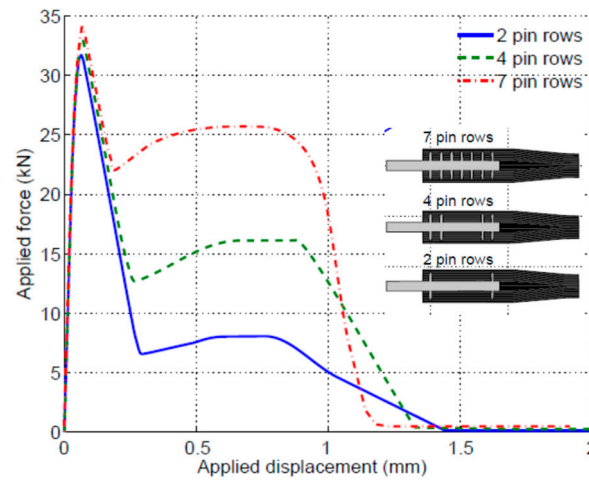 35
30
25
20
15
10
5
0
Applied force (kN)
0
0.5
1
1.5
2
Applied displacement (mm)
2 pin rows
4 pin rows
7 pin rows
7 pin rows
4 pin rows
2 pin rows